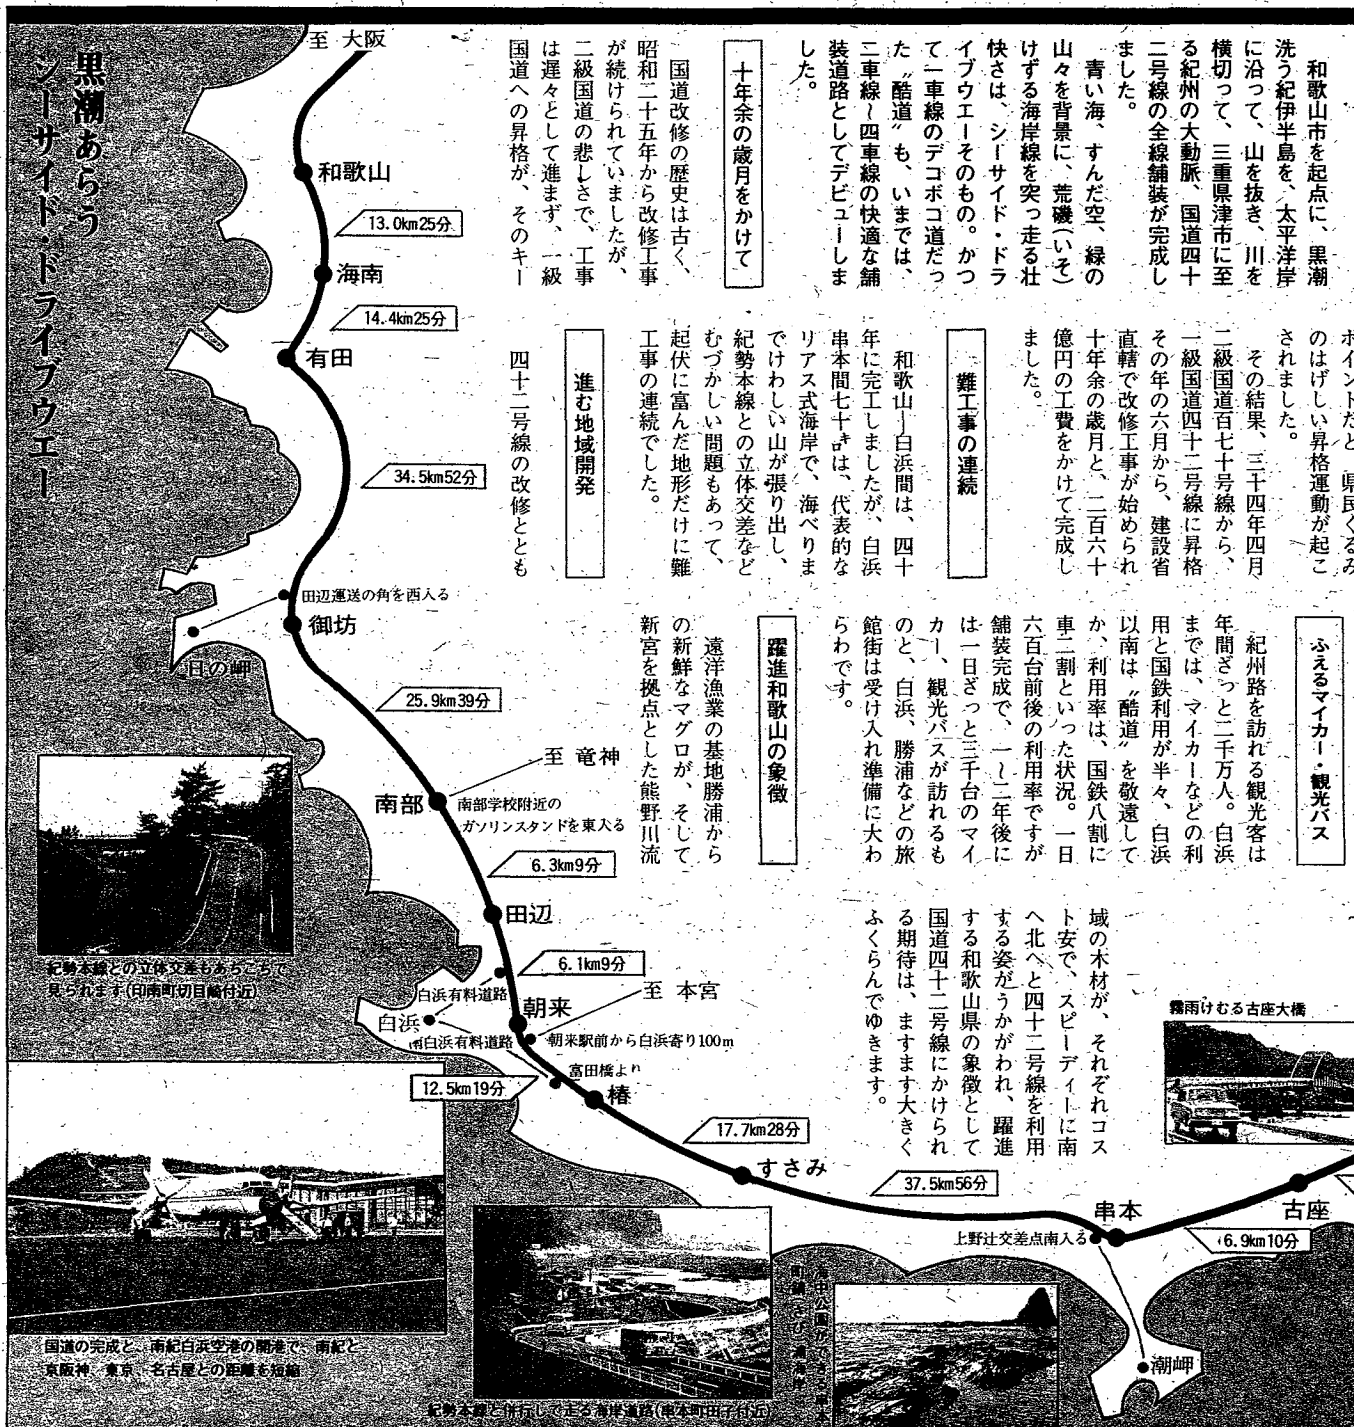 黒潮あらう
シーサイド・ドライブウエー
和歌山市を起点に、黒潮
洗う紀伊半島を、太平洋岸
に沿って、山を抜き、川を
横切って、三重県津市に至
る紀州の大動脈、国道四十
二号線の全線舗装が完成し
ました。
青い海、すんだ空、緑の
山々を背景に、荒磯(いそ)
けずる海岸線を突っ走る壮
快さは、シーサイド・ドラ
イブウエーそのもの。かつ
て一車線のデコボコ道だっ
た〝酷道〟も、いまでは、
二車線〜四車線の快適な舗
装道路としてデビューしま
した。
十年余の歳月をかけて
国道改修の歴史は古く、
昭和二十五年から改修工事
が続けられていましたが、
二級国道の悲しさで、工事
は遅々として進まず、一級
国道への昇格が、そのキー
ポイントだと、県民ぐるみ
のはげしい昇格運動が起こ
されました。
その結果、三十四年四月
二級国道百七十号線から、
一級国道四十二号線に昇格
その年の六月から、建設省
直轄で改修工事が始められ
十年余の歳月と、二百六十
億円の工費をかけて完成し
ました。
難工事の連続
和歌山―白浜間は、四十
年に完工しましたが、白浜
串本間七十㌔は、代表的な
リアス式海岸で、海べりま
でけわしい山が張り出し、
紀勢本線との立体交差など
むづかしい問題もあって、
起伏に富んだ地形だけに難
工事の連続でした。
進む地域開発
四十二号線の改修ととも
ふえるマイカー・観光バス
紀州路を訪れる観光客は
年間ざっと二千万人。白浜
までは、マイカーなどの利
用と国鉄利用が半々、白浜
以南は〝酷道〟を敬遠して
か、利用率は、国鉄八割に
車二割といった状況。一日
六百台前後の利用率ですが
舗装完成で、一〜二年後に
は一日ざっと三千台のマイ
カー、観光バスが訪れるも
のと、白浜、勝浦などの旅
館街は受け入れ準備に大わ
らわです。
躍進和歌山の象徴
遠洋漁業の基地勝浦から
の新鮮なマグロが、そして
新宮を拠点とした熊野川流
域の木材が、それぞれコス
ト安で、スピーディーに南
へ北へと四十二号線を利用
する姿がうかがわれ、躍進
する和歌山県の象徴として
国道四十二号線にかけられ
る期待は、ますます大きく
ふくらんでゆきます。
至 大阪
和歌山
13.0km25分
海南
14.4km25分
有田
34.5km52分
田辺運送の角を西入る
御坊
日の岬
25.9km39分
至 竜神
南部
南部学校附近の
ガソリンスタンドを東入る
6.3km9分
田辺
6.1km9分
白浜有料道路
至 本宮
朝来
白浜
南白浜有料道路
朝来駅前から白浜寄り100m
富田橋より
12.5km19分
椿
17.7km28分
すさみ
37.5km56分
串本
古座
上野辻交差点南入る
6.9km10分
潮岬
霧雨けむる古座大橋
紀勢本線との立体交差もあちこちで
見られます(印南町切目崎付近)
国道の完成と、南紀白浜空港の開港で、南紀と
京阪神、東京、名古屋との距離を短縮
紀勢本線と併行して走る海岸道路(串本町田子付近)